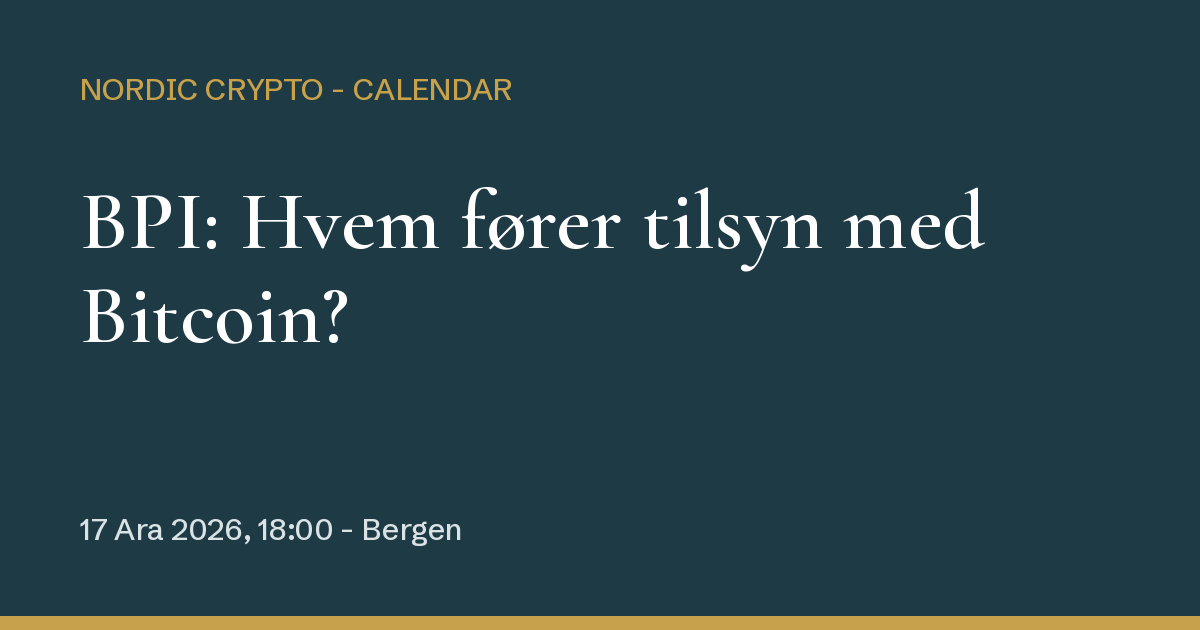 NORDIC CRYPTO - CALENDAR
BPI: Hvem fører tilsyn med
Bitcoin?
17 Ara 2026, 18:00 - Bergen